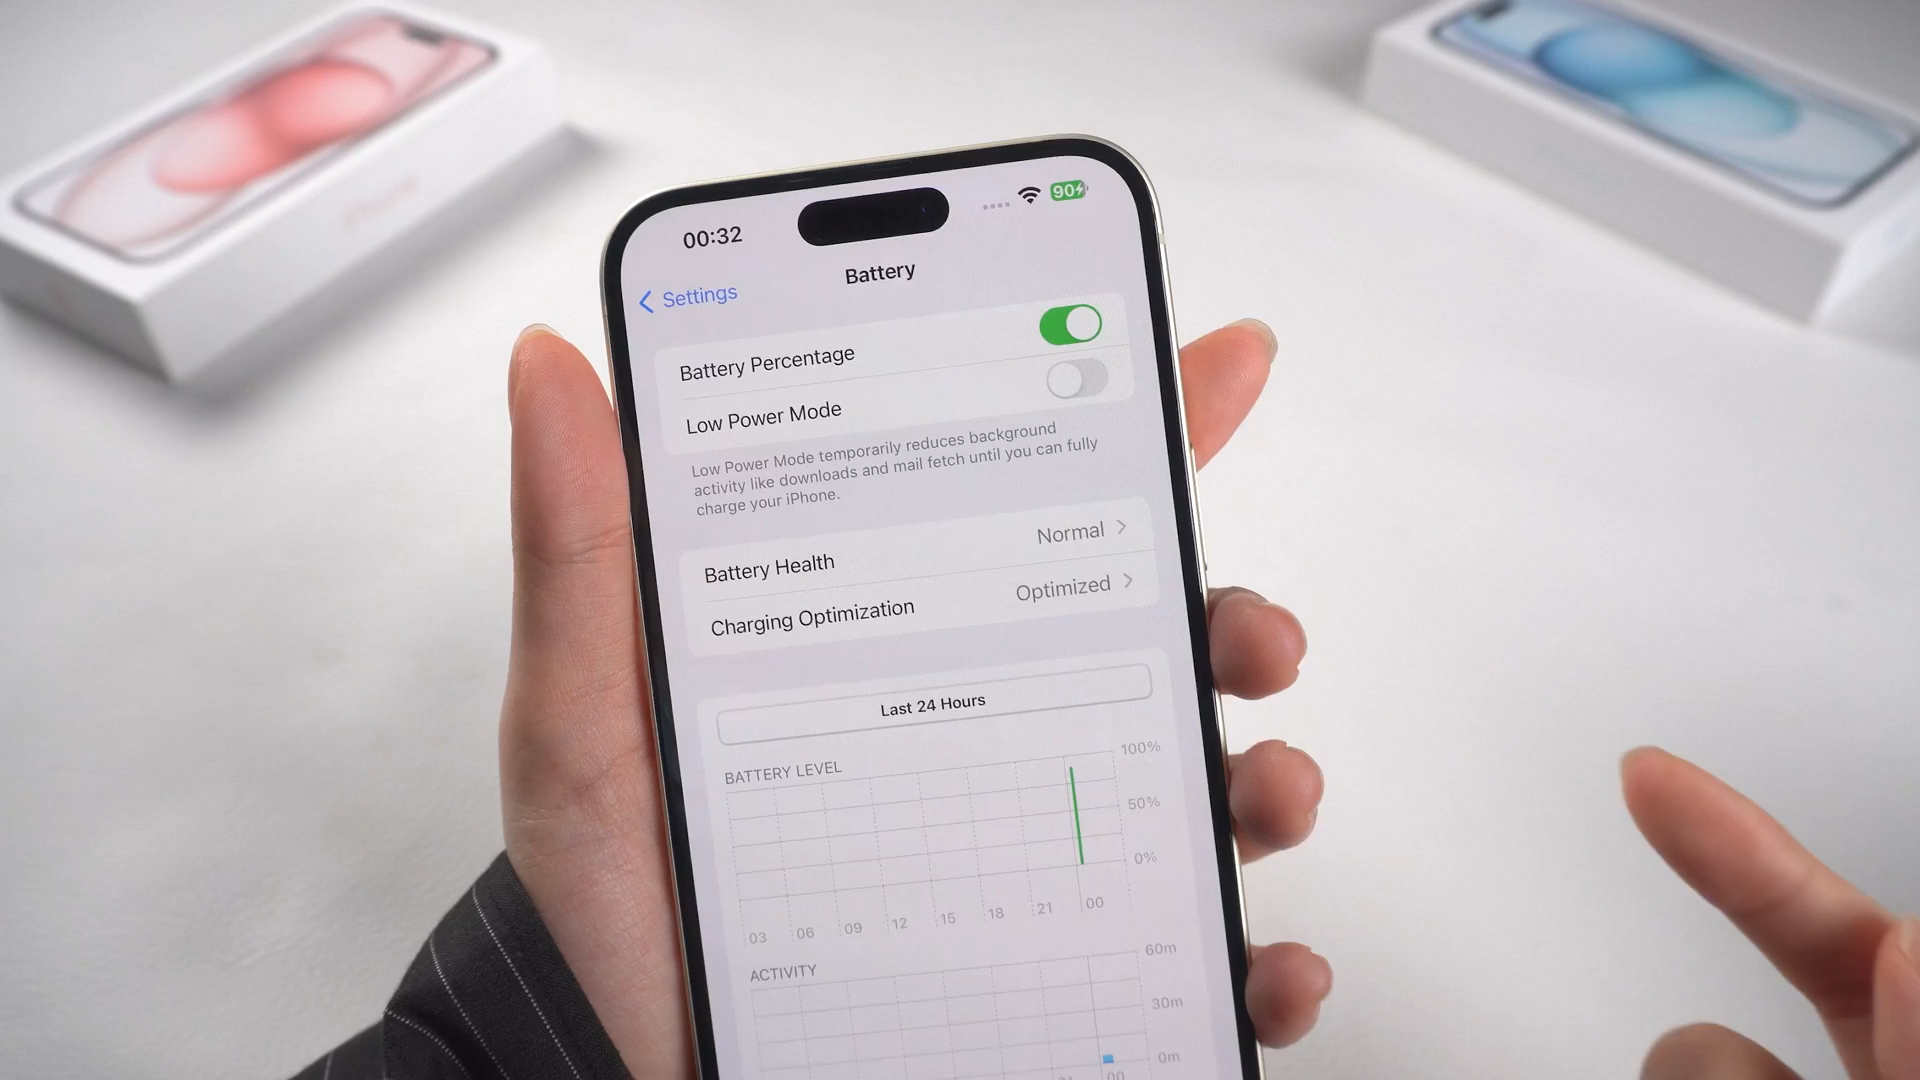 00:32
90
Settings
Battery
Battery Percentage
Low Power Mode
Low Power Mode temporarily reduces background
activity like downloads and mail fetch until you can fully
charge your iPhone.
Battery Health
Normal
Charging Optimization
Optimized
Last 24 Hours
BATTERY LEVEL
100%
50%
0%
03 06 09 12 15 18 21 00
ACTIVITY
60m
30m
0m
00